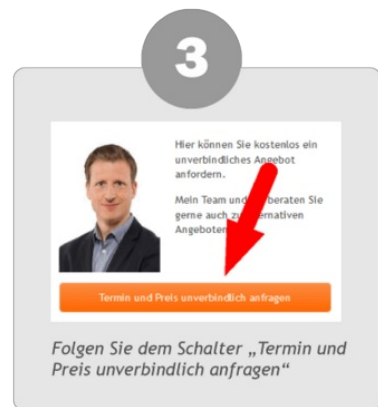 3
Hier können Sie kostenlos ein
unverbindliches Angebot
anfordern.
Mein Team und beraten Sie
gerne auch zu
Angeboten
Termin und Preis unverbindlich anfragen
Folgen Sie dem Schalter „Termin und
Preis unverbindlich anfragen“